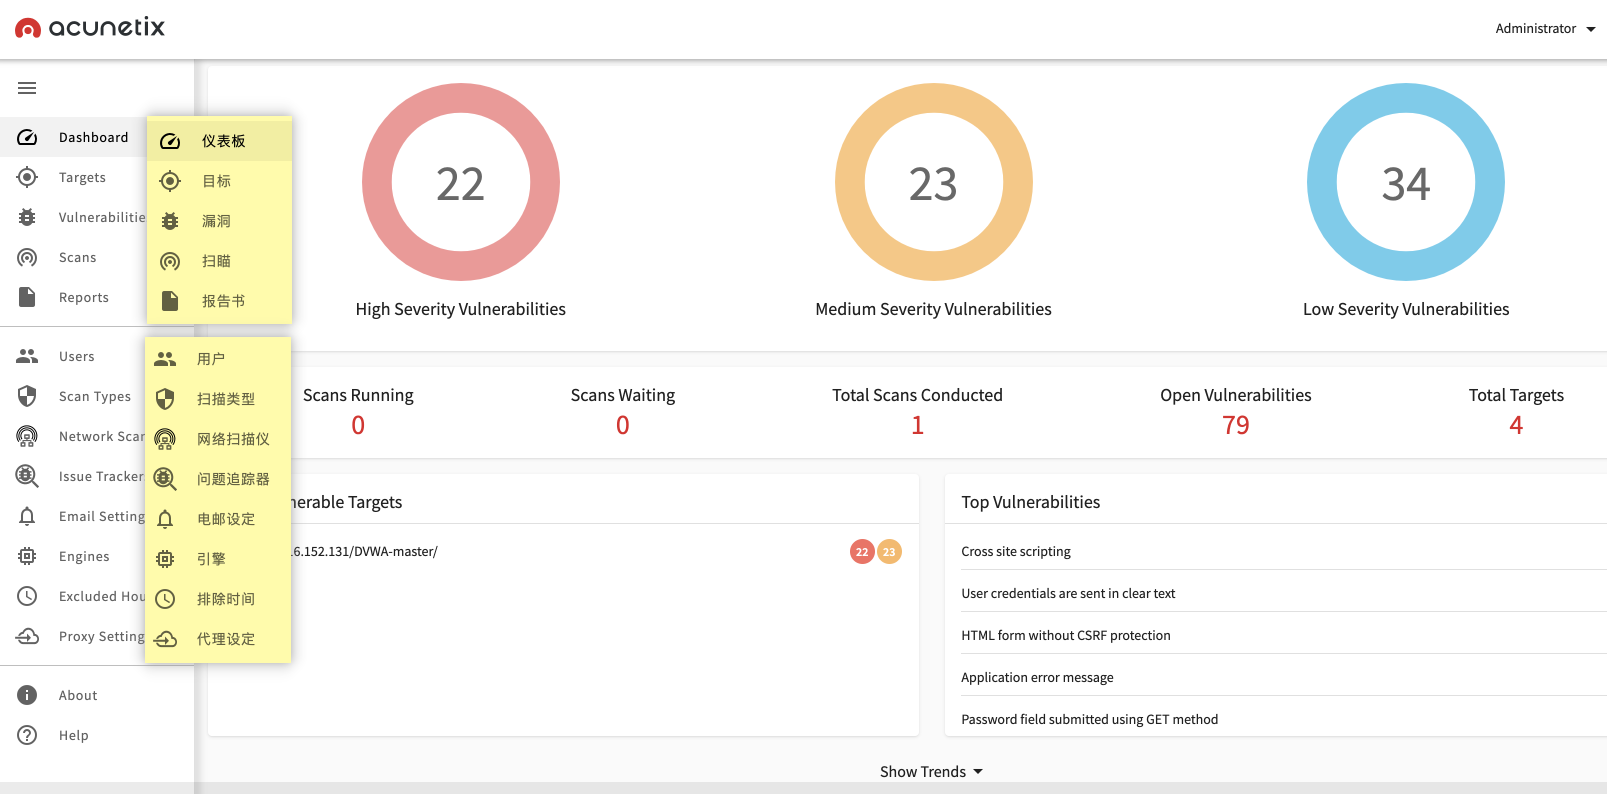 acunetix
Administrator
Dashboard
仪表板
Targets
目标
Vulnerabilitie
漏洞
Scans
扫瞄
Reports
报告书
Users
用户
Scan Types
扫描类型
Network Scan
网络扫描仪
Issue Tracker
问题追踪器
Email Setting
电邮设定
Engines
引擎
Excluded Hou
排除时间
Proxy Setting
代理设定
About
Help
22
High Severity Vulnerabilities
23
Medium Severity Vulnerabilities
34
Low Severity Vulnerabilities
Scans Running
0
Scans Waiting
0
Total Scans Conducted
1
Open Vulnerabilities
79
Total Targets
4
nerable Targets
16.152.131/DVWA-master/
22 23
Top Vulnerabilities
Cross site scripting
User credentials are sent in clear text
HTML form without CSRF protection
Application error message
Password field submitted using GET method
Show Trends